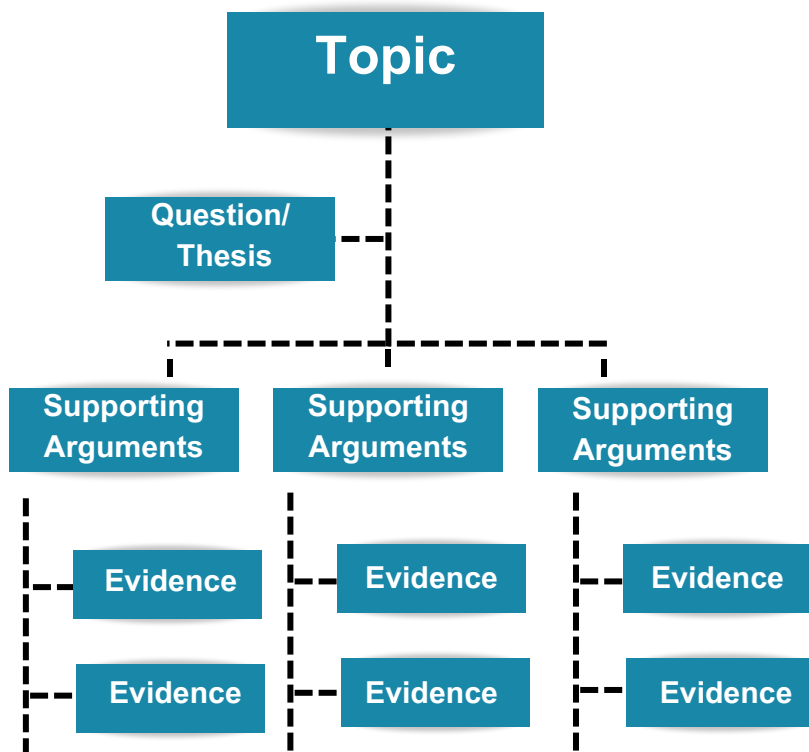 Topic
Question/
Thesis
Supporting
Arguments
Supporting
Arguments
Supporting
Arguments
Evidence
Evidence
Evidence
Evidence
Evidence
Evidence